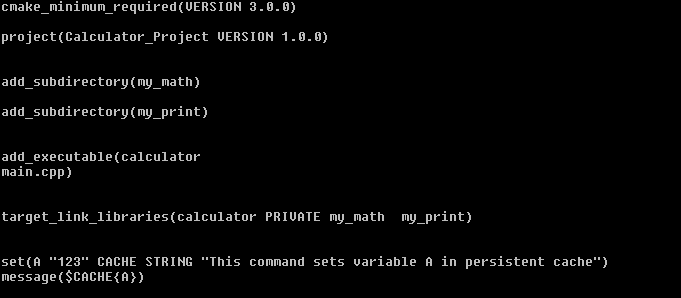 cmake_minimum_required(VERSION 3.0.0)
project(Calculator_Project VERSION 1.0.0)
add_subdirectory(my_math)
add_subdirectory(my_print)
add_executable(calculator
main.cpp)
target_link_libraries(calculator PRIVATE my_math  my_print)
set(A "123" CACHE STRING "This command sets variable A in persistent cache")
message($CACHE{A})